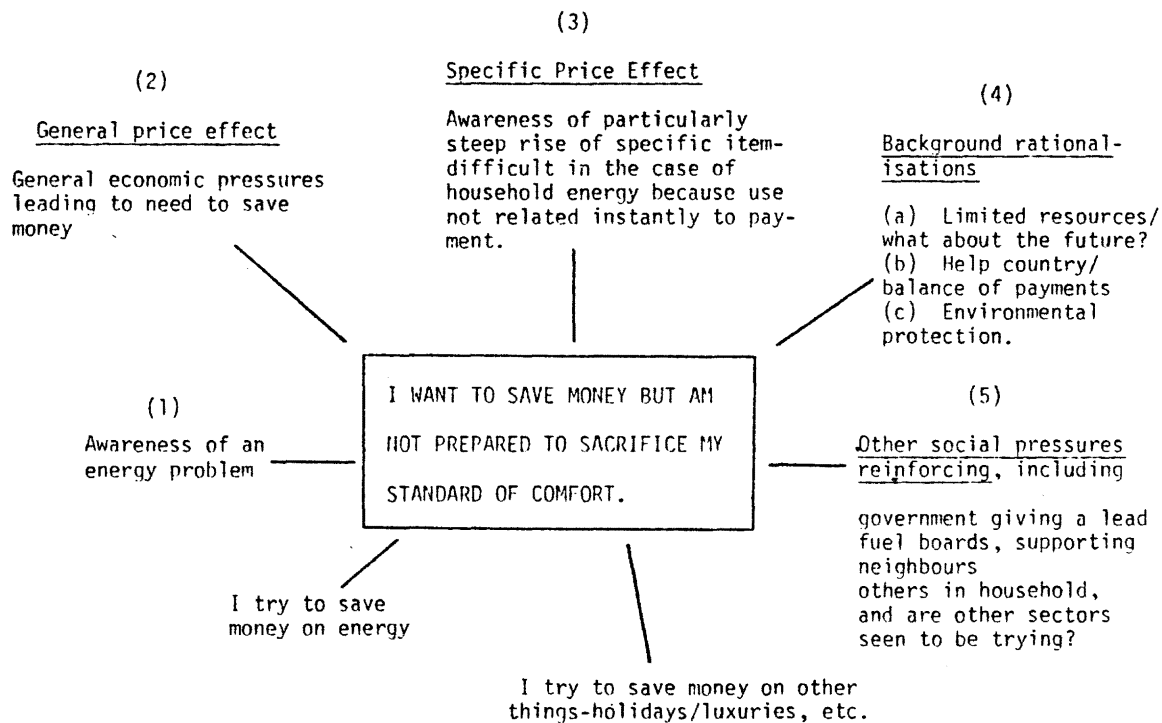 (3)
Specific Price Effect
Awareness of particularly
steep rise of specific item-
difficult in the case of
household energy because use
not related instantly to pay-
ment.
(2)
General price effect
General economic pressures
leading to need to save
money
(4)
Background rational-
isations
(a) Limited resources/
what about the future?
(b) Help country/
balance of payments
(c) Environmental
protection.
(1)
Awareness of an
energy problem
I WANT TO SAVE MONEY BUT AM
NOT PREPARED TO SACRIFICE MY
STANDARD OF COMFORT.
(5)
Other social pressures
reinforcing, including
government giving a lead
fuel boards, supporting
neighbours
others in household,
and are other sectors
seen to be trying?
I try to save
money on energy
I try to save money on other
things-holidays/luxuries, etc.